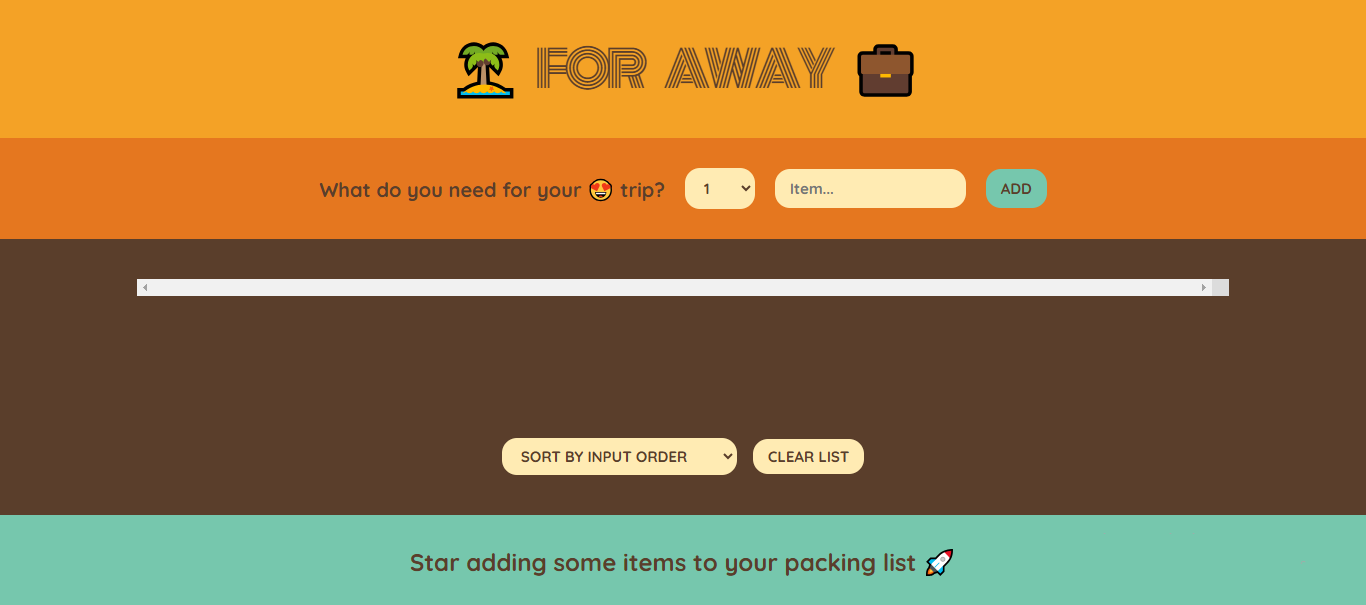 🏝️ FOR AWAY 💼
What do you need for your 😍 trip? 1 Item... ADD
SORT BY INPUT ORDER CLEAR LIST
Star adding some items to your packing list 🚀